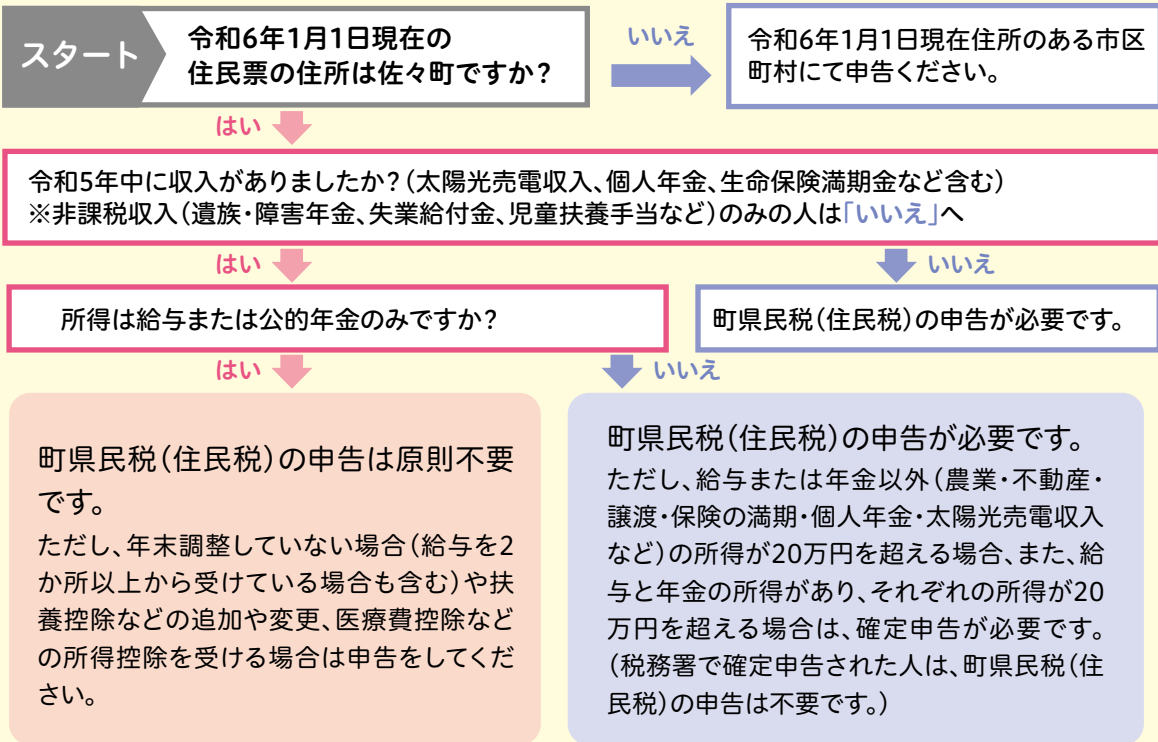 スタート
令和6年1月1日現在の
住民票の住所は佐々町ですか?
いいえ
令和6年1月1日現在住所のある市区
町村にて申告ください。
はい
令和5年中に収入がありましたか?(太陽光売電収入、個人年金、生命保険満期金など含む)
※非課税収入(遺族・障害年金、失業給付金、児童扶養手当など)のみの人は「いいえ」へ
はい
いいえ
所得は給与または公的年金のみですか?
町県民税(住民税)の申告が必要です。
はい
いいえ
町県民税(住民税)の申告は原則不要
です。
ただし、年末調整していない場合(給与を2
か所以上から受けている場合も含む)や扶
養控除などの追加や変更、医療費控除など
の所得控除を受ける場合は申告をしてくだ
さい。
町県民税(住民税)の申告が必要です。
ただし、給与または年金以外(農業・不動産・
譲渡・保険の満期・個人年金・太陽光売電収入
など)の所得が20万円を超える場合、また、給
与と年金の所得があり、それぞれの所得が20
万円を超える場合は、確定申告が必要です。
(税務署で確定申告された人は、町県民税(住
民税)の申告は不要です。)